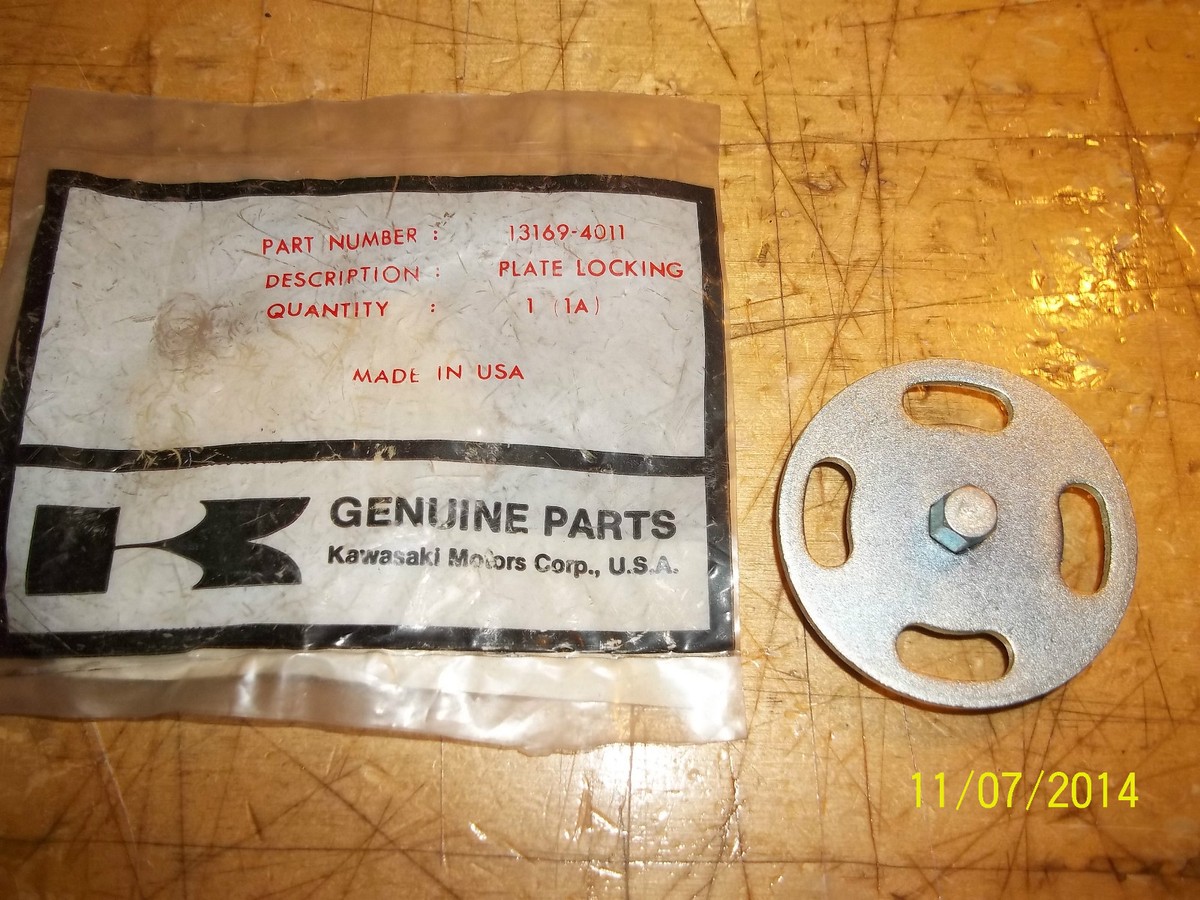 PART NUMBER : 13169-4011
DESCRIPTION : PLATE LOCKING
QUANTITY : 1 (1A)
MADE IN USA
GENUINE PARTS
Kawasaki Motors Corp., U.S.A.
11/07/2014